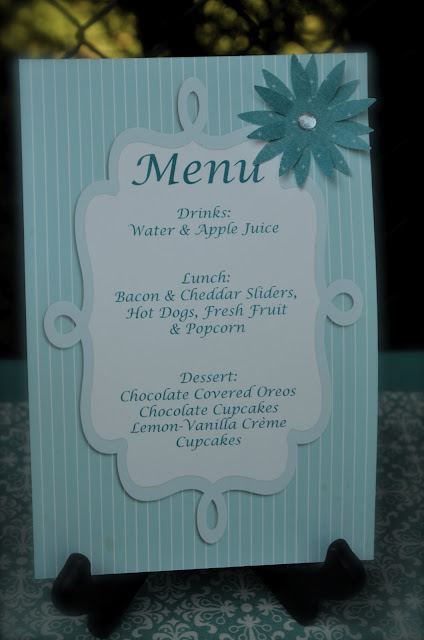 Menu
Drinks:
Water & Apple Juice
Lunch:
Bacon & Cheddar Sliders,
Hot Dogs, Fresh Fruit
& Popcorn
Dessert:
Chocolate Covered Oreos
Chocolate Cupcakes
Lemon-Vanilla Crème
Cupcakes